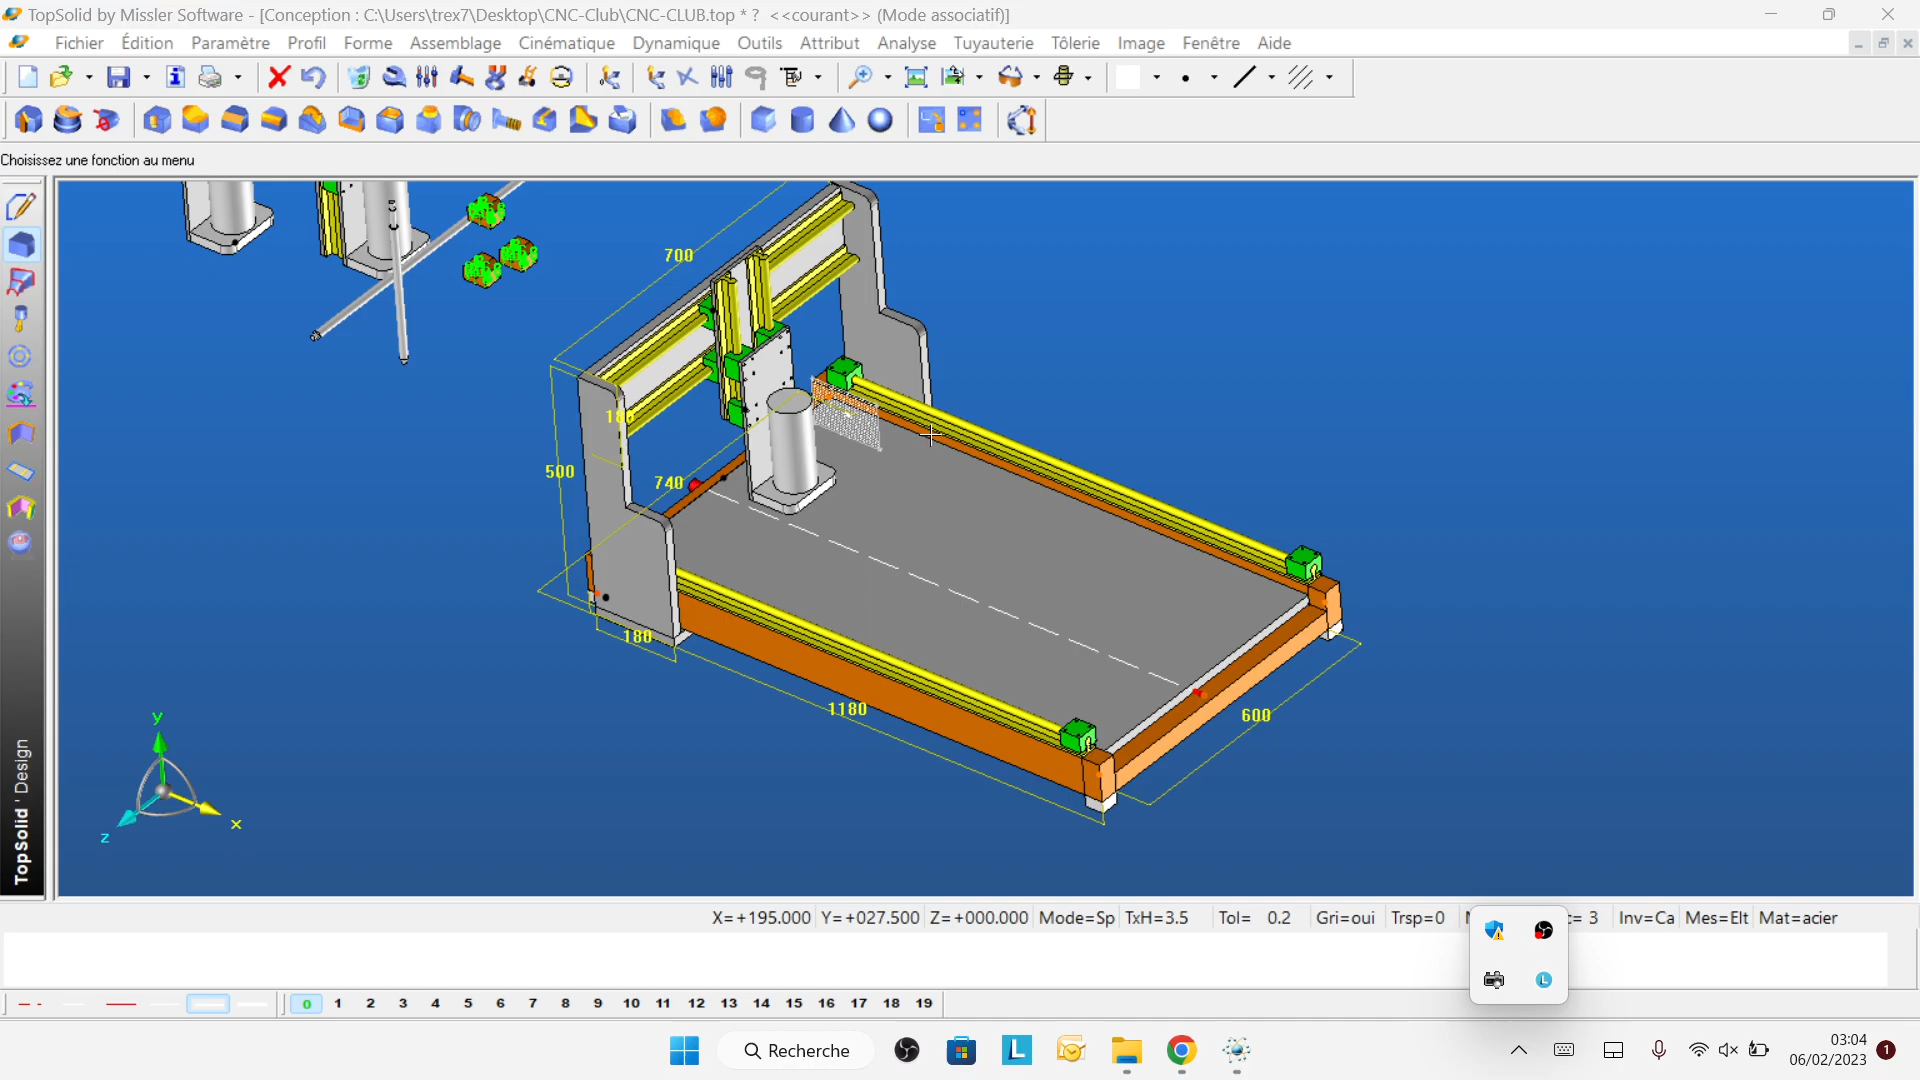 TopSolid by Missler Software - [Conception : C:\Users\trex7\Desktop\CNC-Club\CNC-CLUB.top * ? <<courant>> (Mode associatif)]
Fichier Édition Paramètre Profil Forme Assemblage Cinématique Dynamique Outils Attribut Analyse Tuyauterie Tôlerie Image Fenêtre Aide
Choisissez une fonction au menu
700
180
500
740
180
1180
600
y
x
z
TopSolid'Design
X=+195.000 Y=+027.500 Z=+000.000 Mode=Sp TxH=3.5 Tol= 0.2 Gri=oui Trsp=0 = 3 Inv=Ca Mes=Elt Mat=acier
0 1 2 3 4 5 6 7 8 9 10 11 12 13 14 15 16 17 18 19
Recherche
03:04
06/02/2023
1